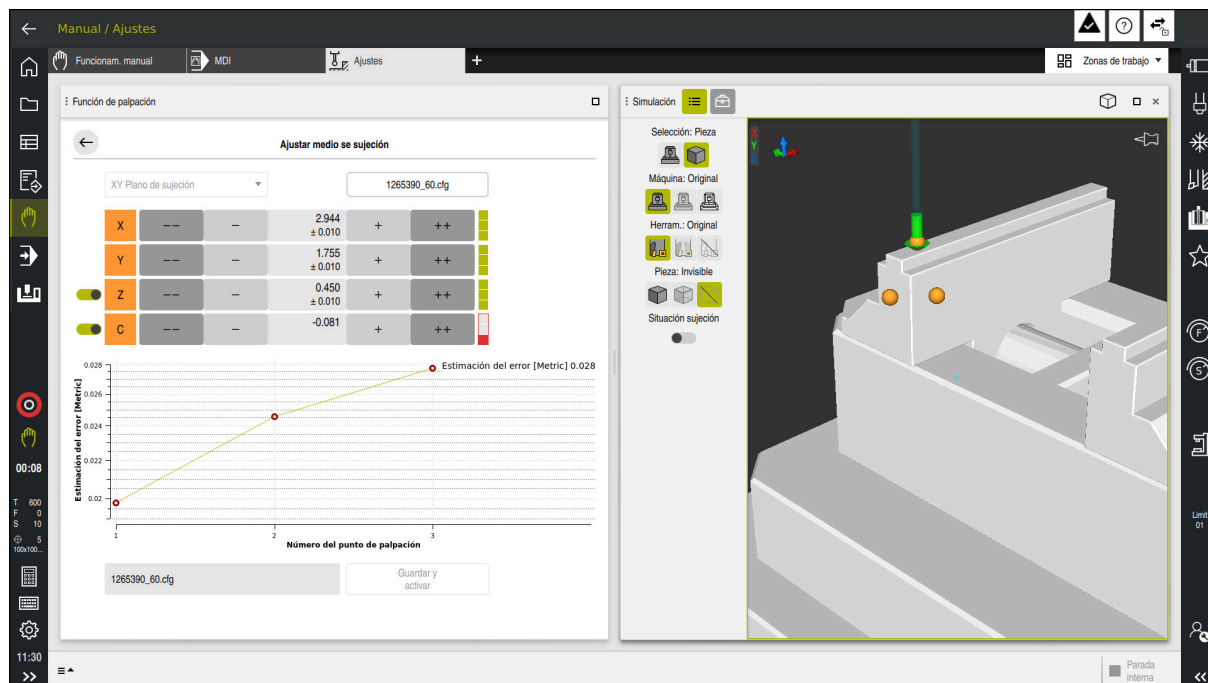 Manual / Ajustes
Funcionam. manual
MDI
Ajustes
+
Zonas de trabajo
Función de palpación
Ajustar medio se sujeción
XY Plano de sujeción
1265390_60.cfg
X -- - 2.944 ± 0.010 + ++
Y -- - 1.755 ± 0.010 + ++
Z -- - 0.450 ± 0.010 + ++
C -- - -0.081 + ++
Estimación del error [Metric]
0.028
0.026
0.024
0.022
0.02
Estimación del error [Metric] 0.028
1
2
3
Número del punto de palpación
1265390_60.cfg
Guardar y
activar
Simulación
Selección: Pieza
Máquina: Original
Herram.: Original
Pieza: Invisible
Situación sujeción
X
Y
Z
00:08
T 600
F 0
S 10
5
100x100...
11:30
F
S
Limit
01
Parada
interna